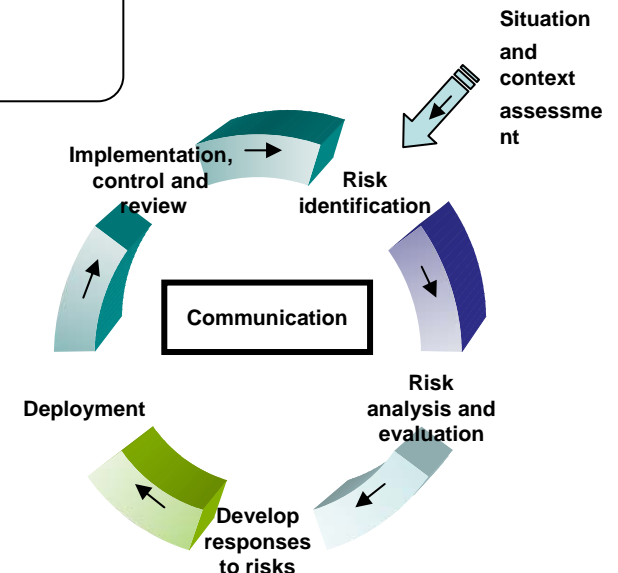 Situation
and
context
assessme
nt
Implementation,
control and
review
Risk
identification
Communication
Risk
analysis and
evaluation
Deployment
Develop
responses
to risks